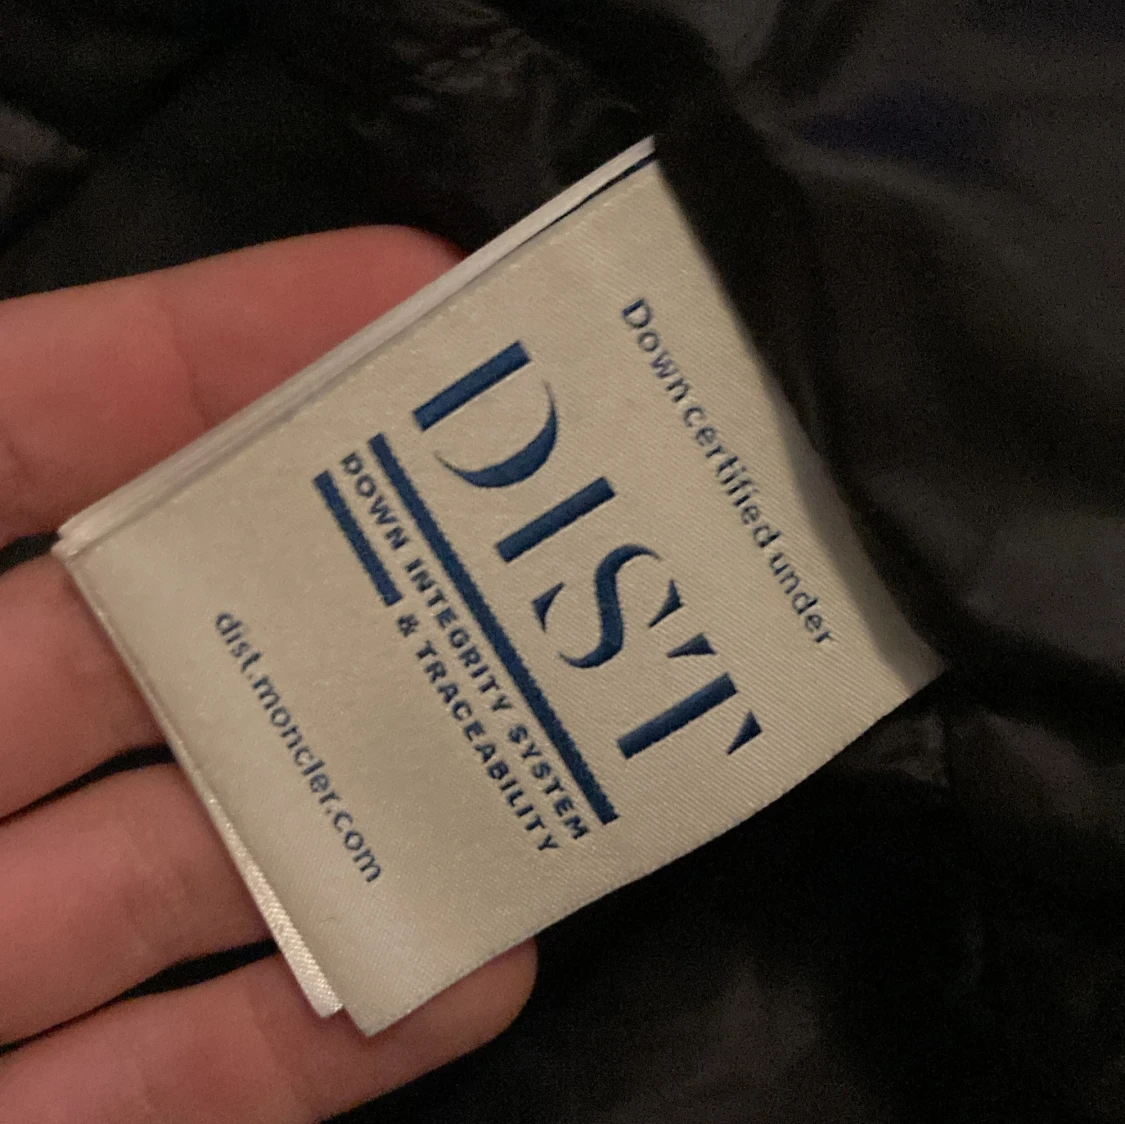 Down certified under
DIST
DOWN INTEGRITY SYSTEM
& TRACEABILITY
dist.moncler.com